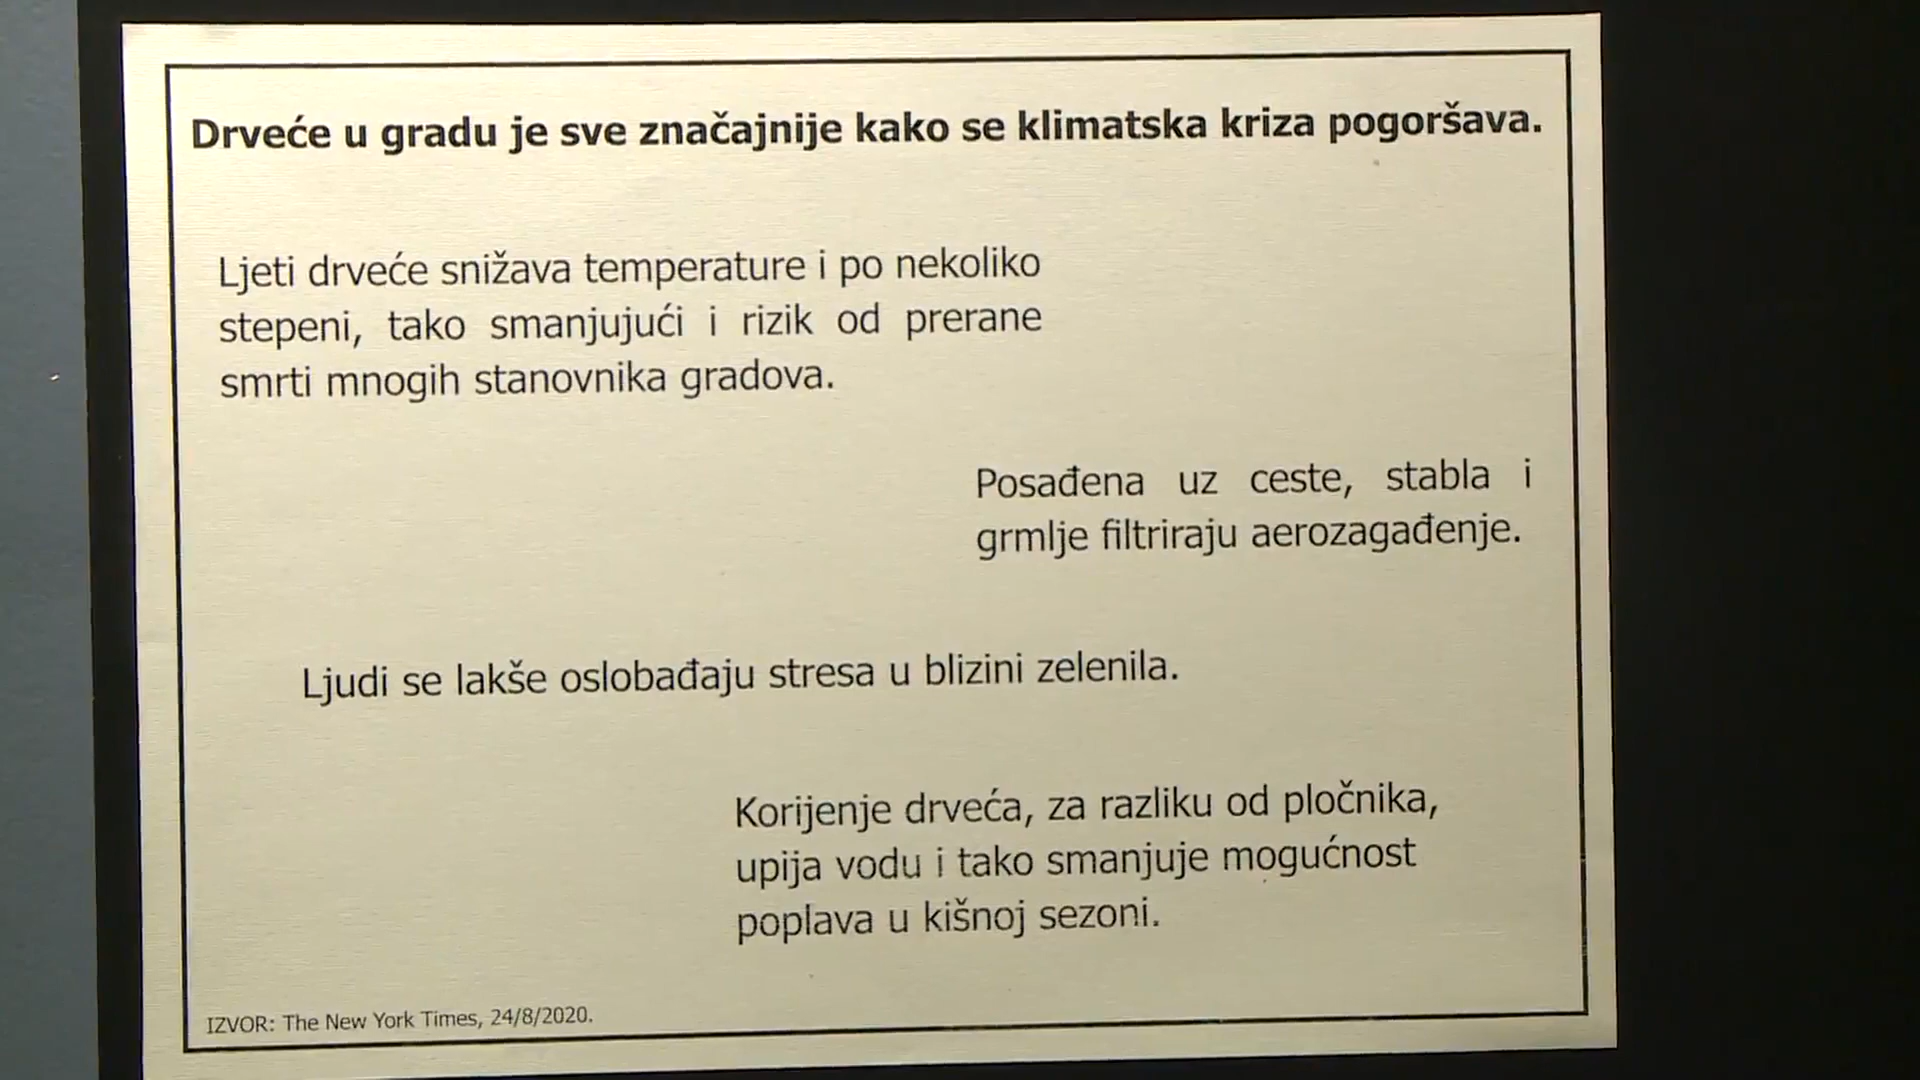 Drveće u gradu je sve značajnije kako se klimatska kriza pogoršava.
Ljeti drveće snižava temperature i po nekoliko
stepeni, tako smanjujući i rizik od prerane
smrti mnogih stanovnika gradova.
Posađena uz ceste, stabla i
grmlje filtriraju aerozagađenje.
Ljudi se lakše oslobađaju stresa u blizini zelenila.
Korijenje drveća, za razliku od pločnika,
upija vodu i tako smanjuje mogućnost
poplava u kišnoj sezoni.
IZVOR: The New York Times, 24/8/2020.